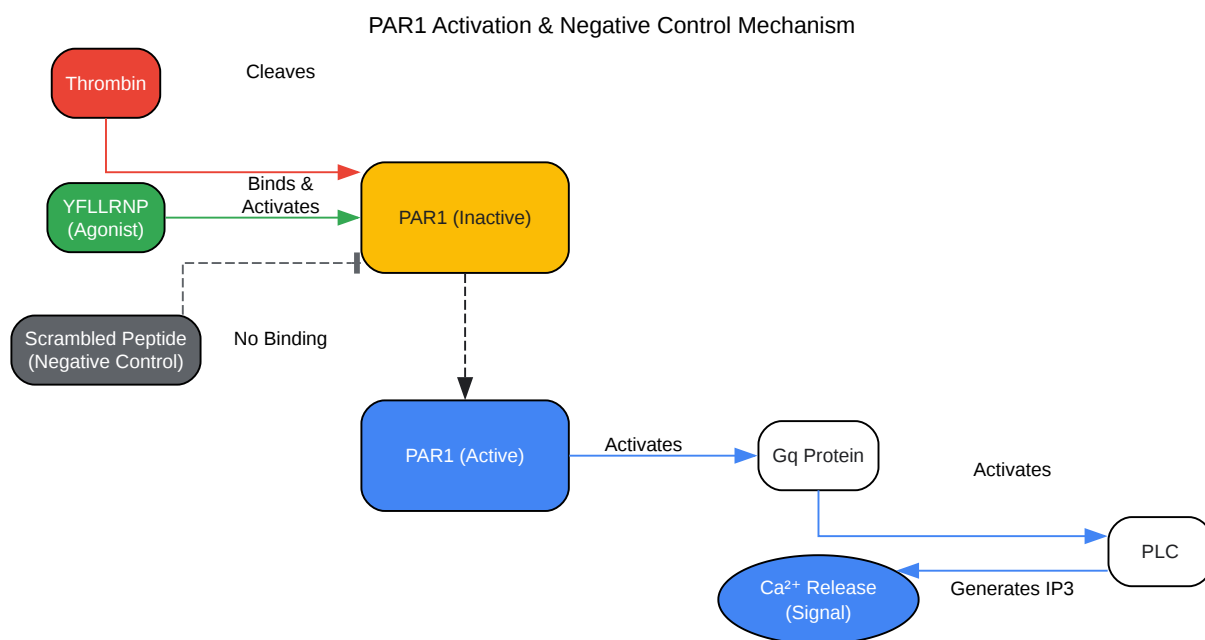 PAR1 Activation & Negative Control Mechanism
Thrombin
Cleaves
YFLLRNP
(Agonist)
Binds &
Activates
PAR1 (Inactive)
Scrambled Peptide
(Negative Control)
No Binding
PAR1 (Active)
Activates
Gq Protein
Activates
PLC
Generates IP3
Ca²⁺ Release
(Signal)